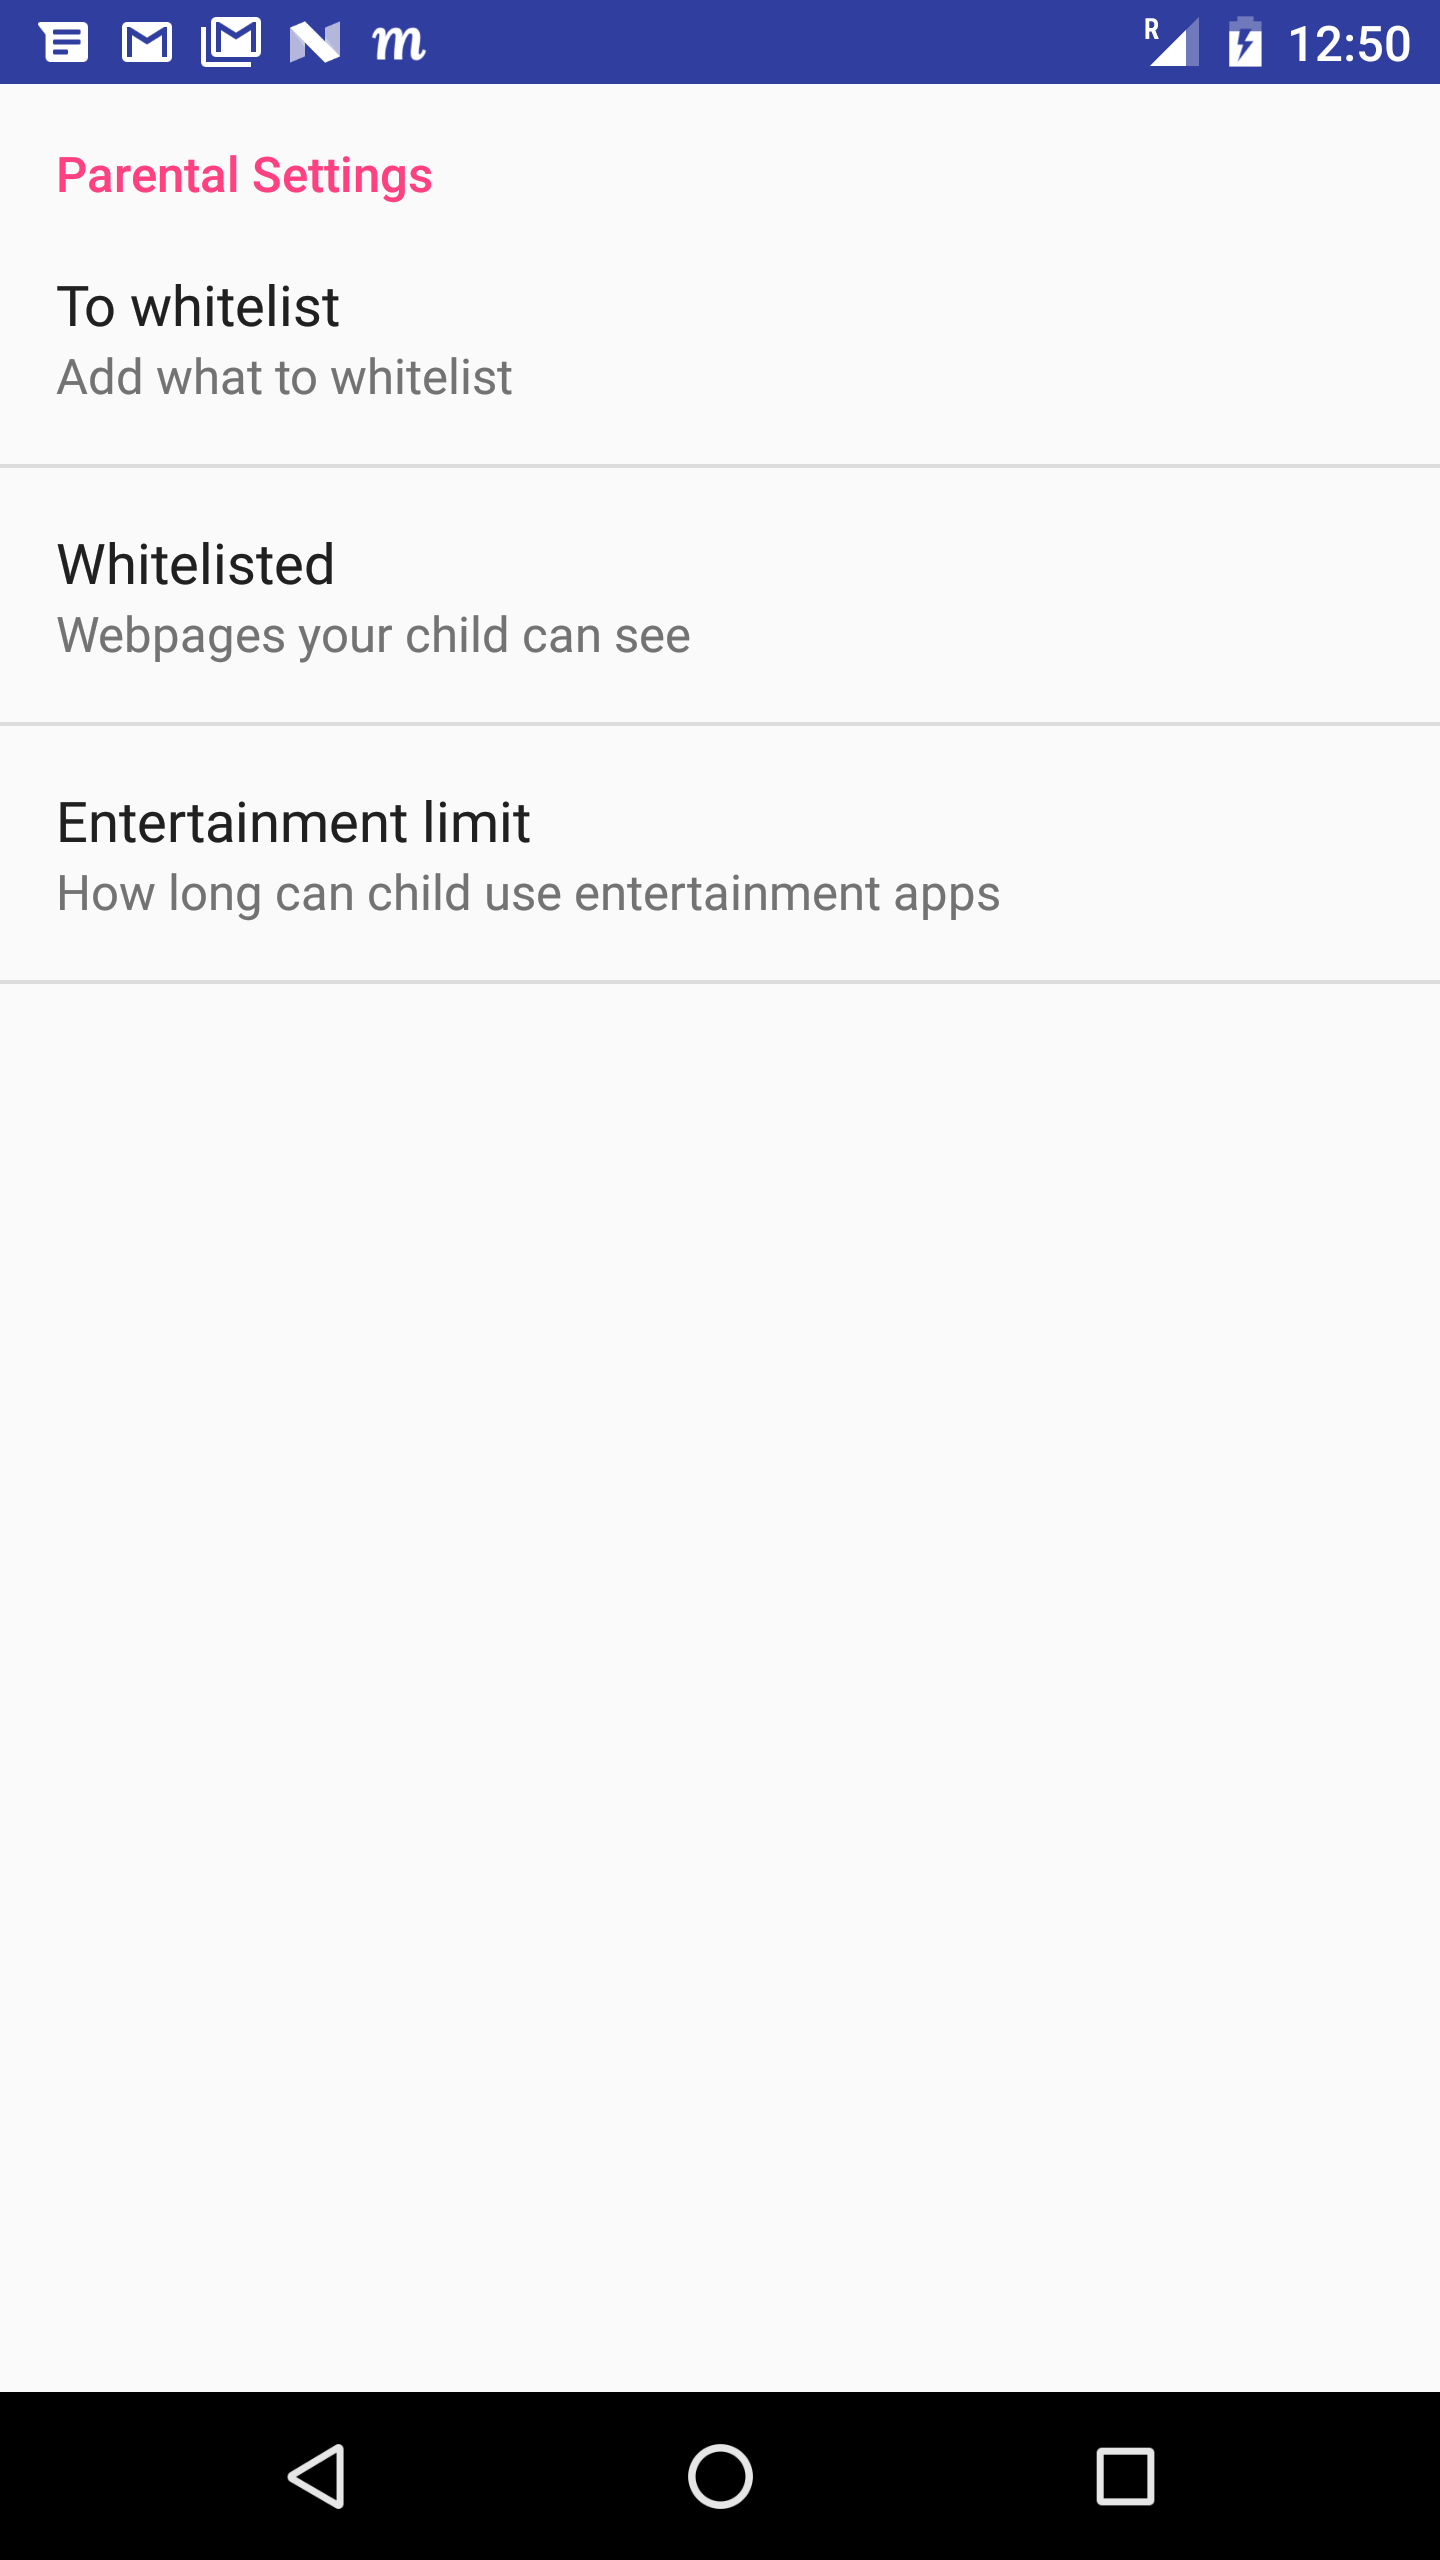 R 12:50
Parental Settings
To whitelist
Add what to whitelist
Whitelisted
Webpages your child can see
Entertainment limit
How long can child use entertainment apps